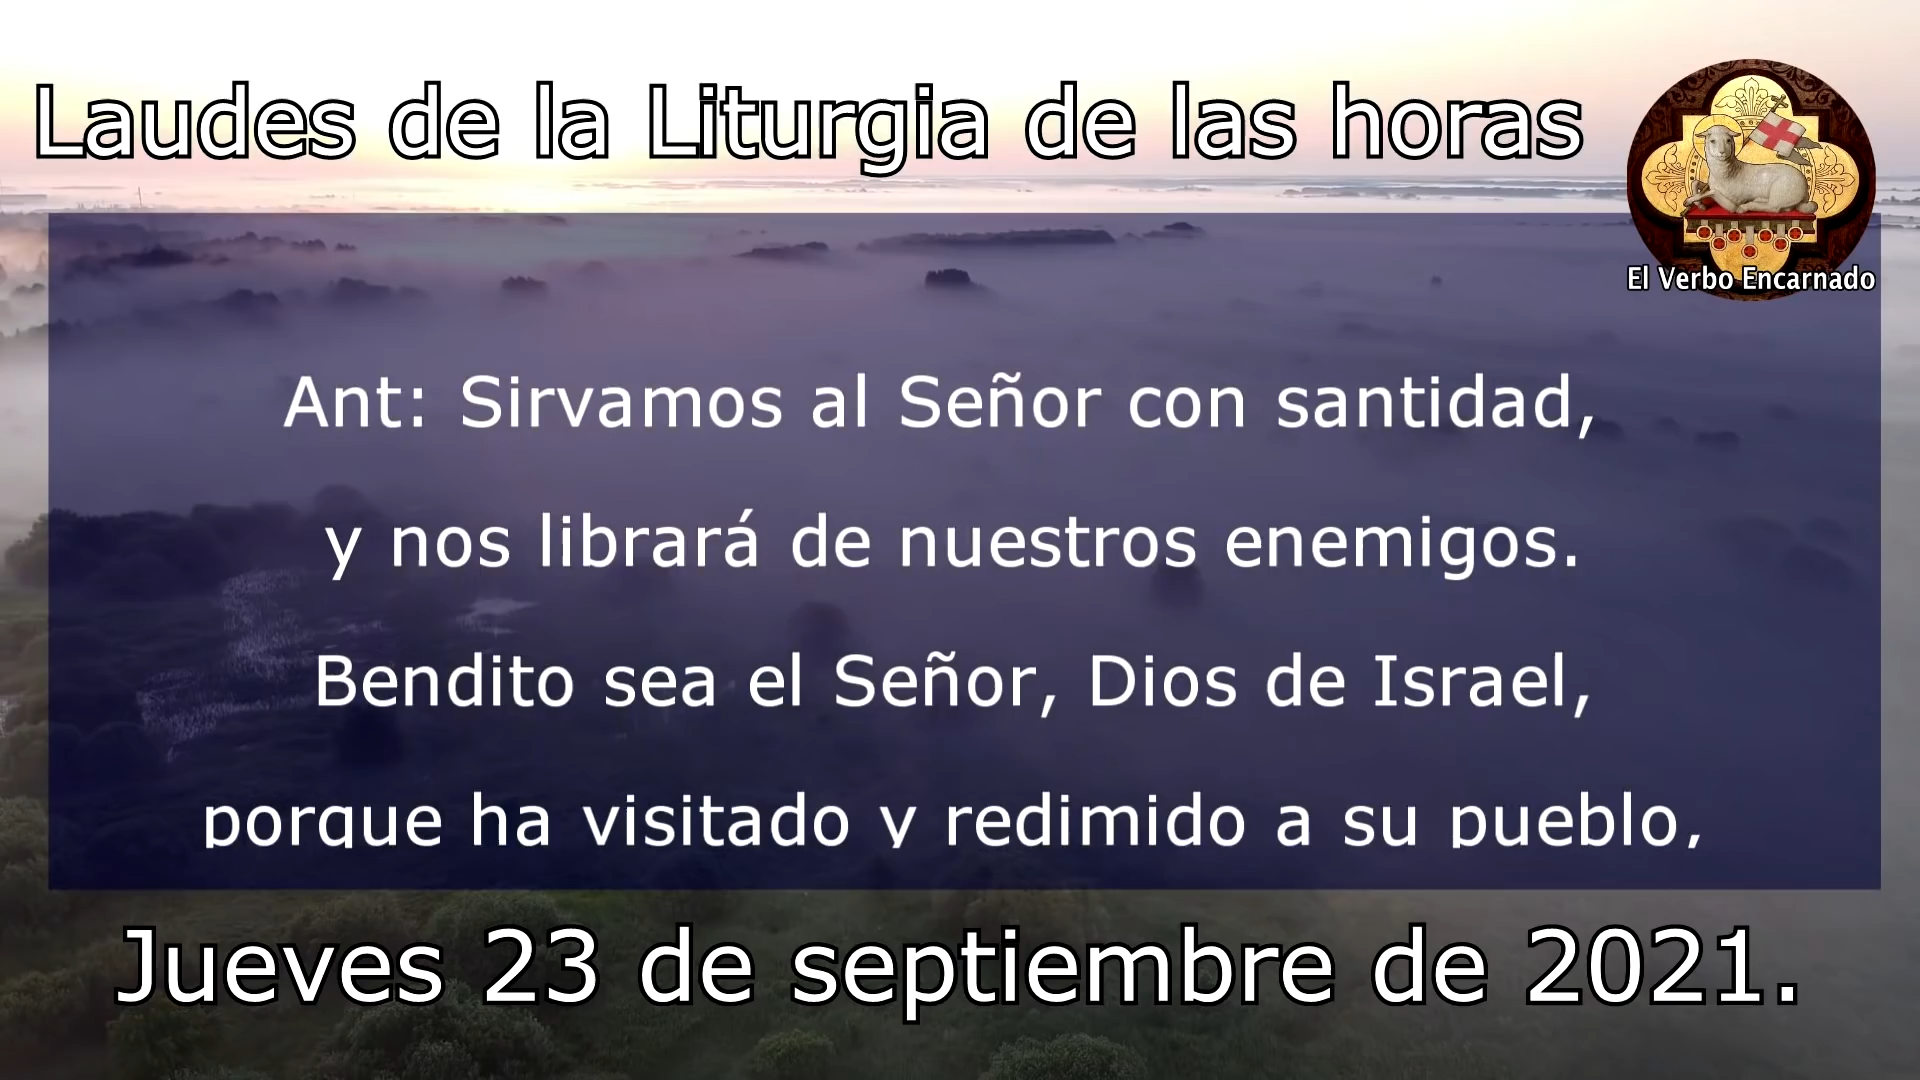 Laudes de la Liturgia de las horas
El Verbo Encarnado
Ant: Sirvamos al Señor con santidad,
y nos librará de nuestros enemigos.
Bendito sea el Señor, Dios de Israel,
porque ha visitado y redimido a su pueblo,
Jueves 23 de septiembre de 2021.